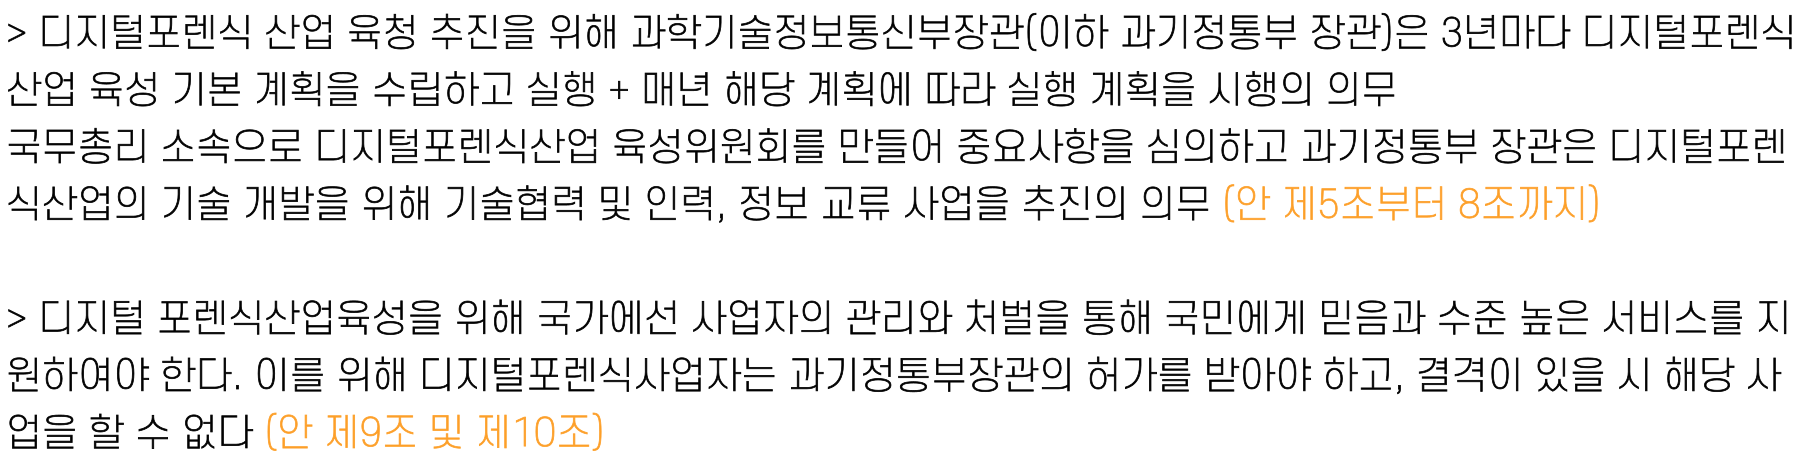 > 디지털포렌식 산업 육청 추진을 위해 과학기술정보통신부장관(이하 과기정통부 장관)은 3년마다 디지털포렌식
산업 육성 기본 계획을 수립하고 실행 + 매년 해당 계획에 따라 실행 계획을 시행의 의무
국무총리 소속으로 디지털포렌식산업 육성위원회를 만들어 중요사항을 심의하고 과기정통부 장관은 디지털포렌
식산업의 기술 개발을 위해 기술협력 및 인력, 정보 교류 사업을 추진의 의무 (안 제5조부터 8조까지)
> 디지털 포렌식산업육성을 위해 국가에선 사업자의 관리와 처벌을 통해 국민에게 믿음과 수준 높은 서비스를 지
원하여야 한다. 이를 위해 디지털포렌식사업자는 과기정통부장관의 허가를 받아야 하고, 결격이 있을 시 해당 사
업을 할 수 없다 (안 제9조 및 제10조)